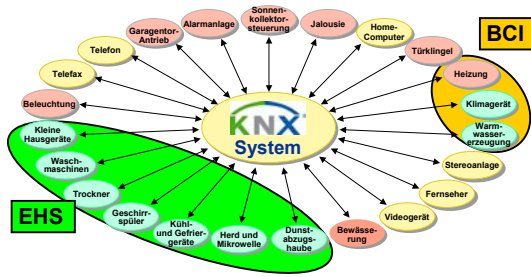 Sonnen-
kollektor-
steuerung
Alarmanlage
Jalousie
Garagentor-
Antrieb
Home-
Computer
Telefon
Türklingel
BCI
Telefax
Heizung
Beleuchtung
Klimagerät
KNX
System
Kleine
Hausgeräte
Warm-
wasser-
erzeugung
Wasch-
maschinen
Stereoanlage
Trockner
Fernseher
EHS
Geschirr-
spüler
Videogerät
Kühl-
und Gefrier-
geräte
Herd und
Mikrowelle
Dunst-
abzugs-
haube
Bewässe-
rung